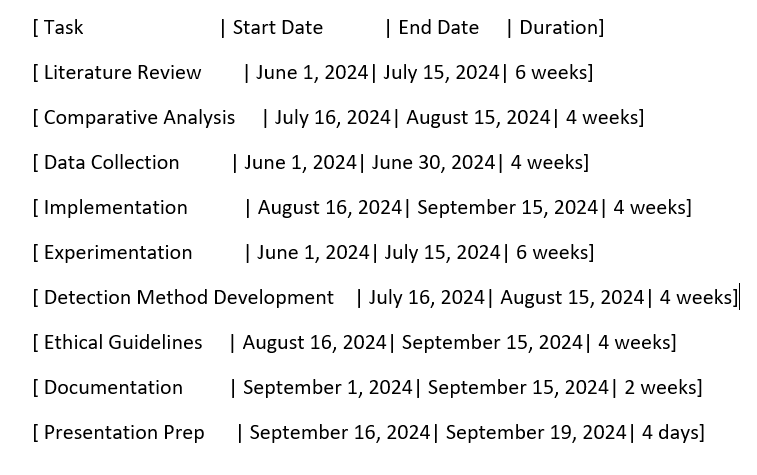 [ Task | Start Date | End Date | Duration]
[ Literature Review | June 1, 2024| July 15, 2024| 6 weeks]
[ Comparative Analysis | July 16, 2024| August 15, 2024| 4 weeks]
[ Data Collection | June 1, 2024| June 30, 2024| 4 weeks]
[ Implementation | August 16, 2024| September 15, 2024| 4 weeks]
[ Experimentation | June 1, 2024| July 15, 2024| 6 weeks]
[ Detection Method Development | July 16, 2024| August 15, 2024| 4 weeks]
[ Ethical Guidelines | August 16, 2024| September 15, 2024| 4 weeks]
[ Documentation | September 1, 2024| September 15, 2024| 2 weeks]
[ Presentation Prep | September 16, 2024| September 19, 2024| 4 days]